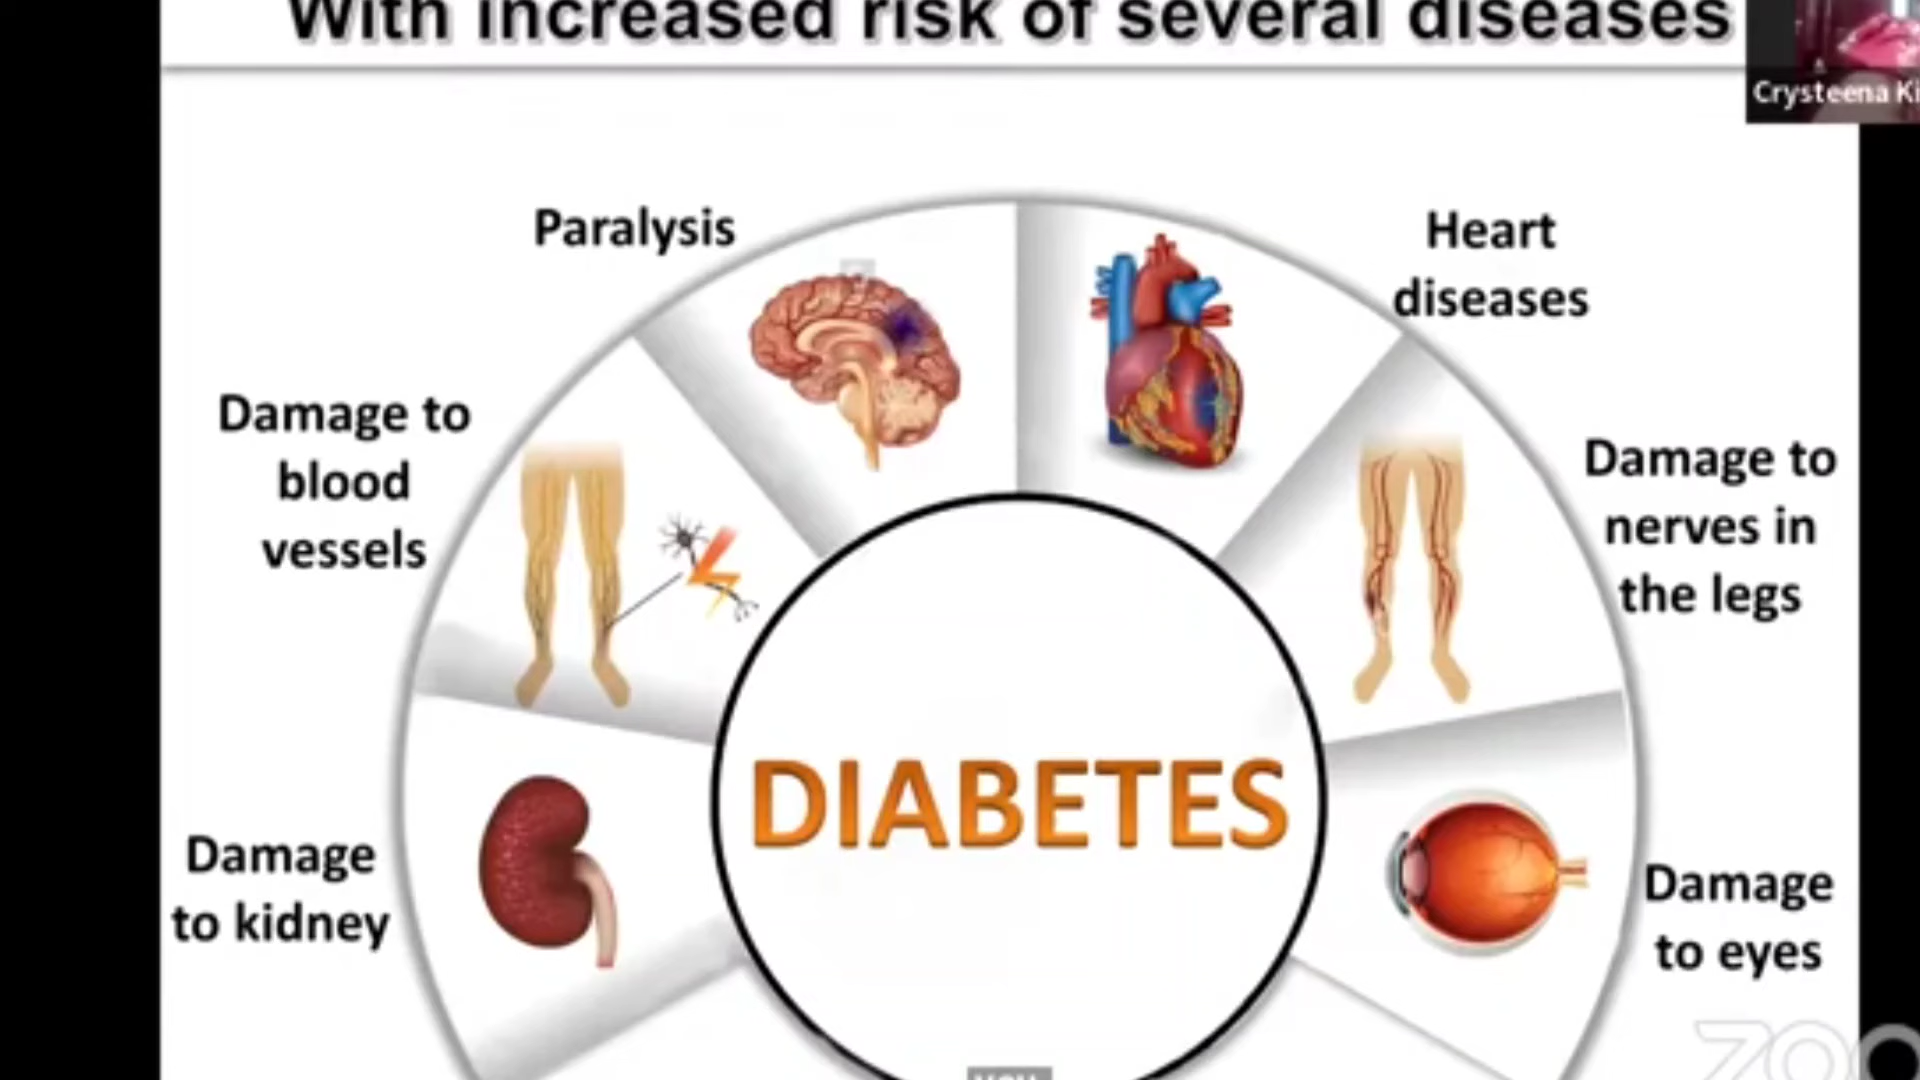 With increased risk of several diseases
Crysteena Ki
Paralysis
Heart
diseases
Damage to
blood
vessels
Damage to
nerves in
the legs
DIABETES
Damage
to kidney
Damage
to eyes
zoo